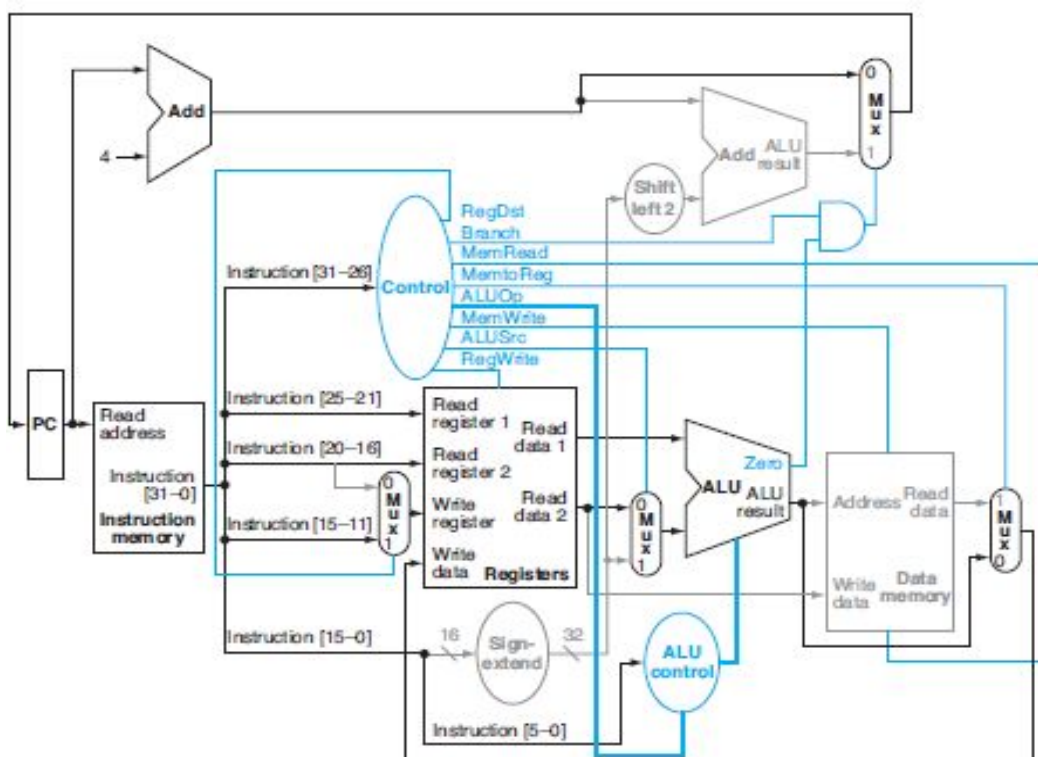 0
M
u
x
1
Add
4
Add
ALU
result
Shift
left 2
RegDst
Branch
MemRead
MemtoReg
ALUOp
MemWrite
ALUSrc
RegWrite
Instruction [31–26]
Control
PC
Read
address
Instruction
[31–0]
Instruction
memory
Instruction [25–21]
Instruction [20–16]
Instruction [15–11]
0
M
u
x
1
Read
register 1
Read
register 2
Write
register
Write
data
Read
data 1
Read
data 2
Registers
0
M
u
x
1
Zero
ALU
ALU
result
Address
Read
data
Write
data
Data
memory
1
M
u
x
0
Instruction [15–0]
16
Sign-
extend
32
ALU
control
Instruction [5–0]